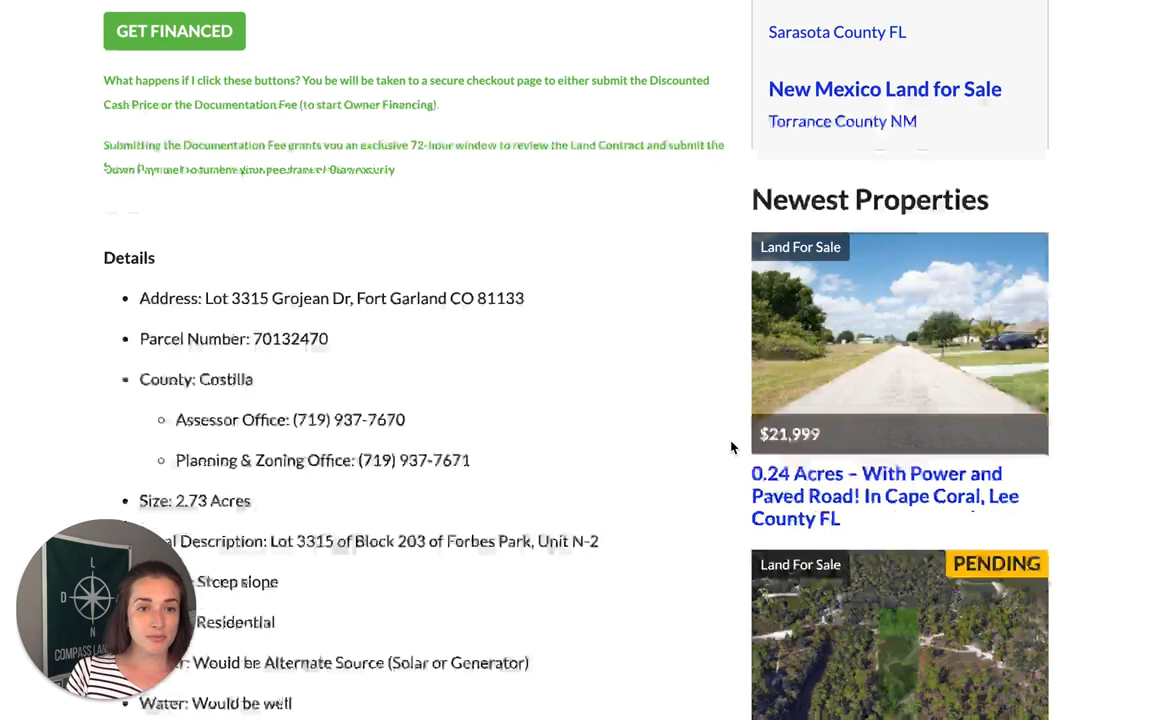 GET FINANCED
What happens if I click these buttons? You be will be taken to a secure checkout page to either submit the Discounted
Cash Price or the Documentation Fee (to start Owner Financing).
Submitting the Documentation Fee grants you an exclusive 72-hour window to review the Land Contract and submit the
Details
Address: Lot 3315 Grojean Dr, Fort Garland CO 81133
Parcel Number: 70132470
County: Costilla
Assessor Office: (719) 937-7670
Planning & Zoning Office: (719) 937-7671
Size: 2.73 Acres
Description: Lot 3315 of Block 203 of Forbes Park, Unit N-2
Steep slope
Residential
Would be Alternate Source (Solar or Generator)
Water: Would be well
L
D
N
COMPASS LAN
Sarasota County FL
New Mexico Land for Sale
Torrance County NM
Newest Properties
Land For Sale
$21,999
0.24 Acres – With Power and
Paved Road! In Cape Coral, Lee
County FL
Land For Sale
PENDING